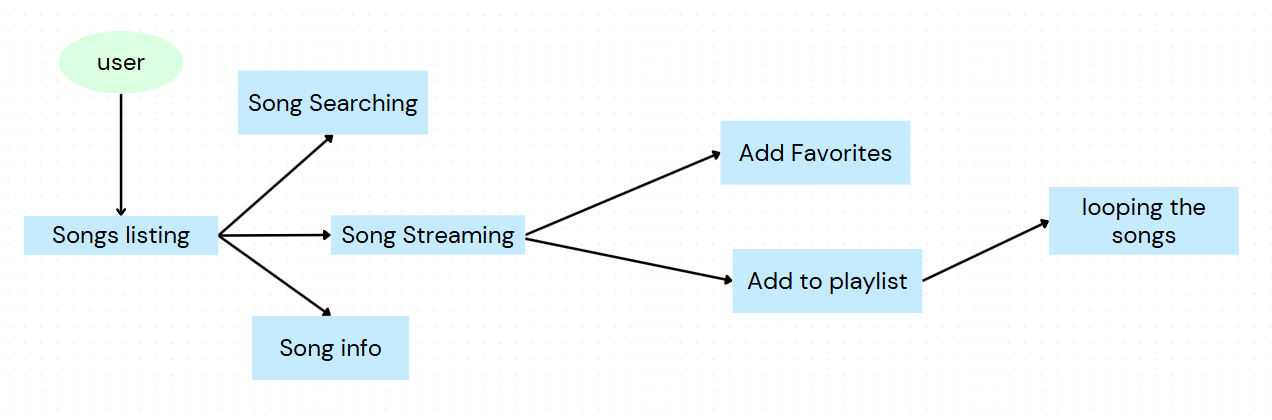 user
Song Searching
Add Favorites
looping the
songs
Songs listing
Song Streaming
Add to playlist
Song info